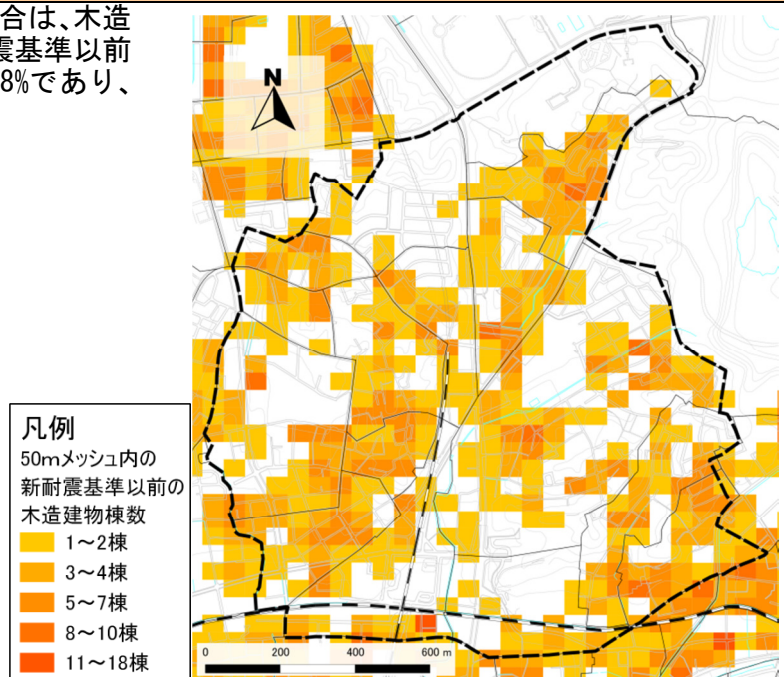 合は、木造
震基準以前
8%であり、
N
凡例
50mメッシュ内の
新耐震基準以前の
木造建物棟数
1～2棟
3～4棟
5～7棟
8～10棟
11～18棟
0 200 400 600 m